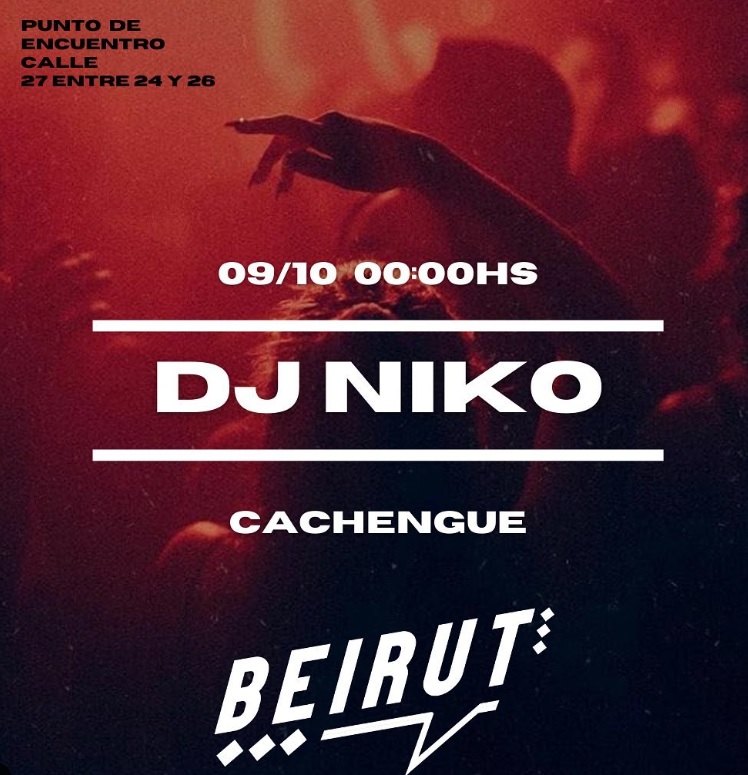 PUNTO DE
ENCUENTRO
CALLE
27 ENTRE 24 Y 26
09/10 00:00HS
DJ NIKO
CACHENGUE
BEIRUT